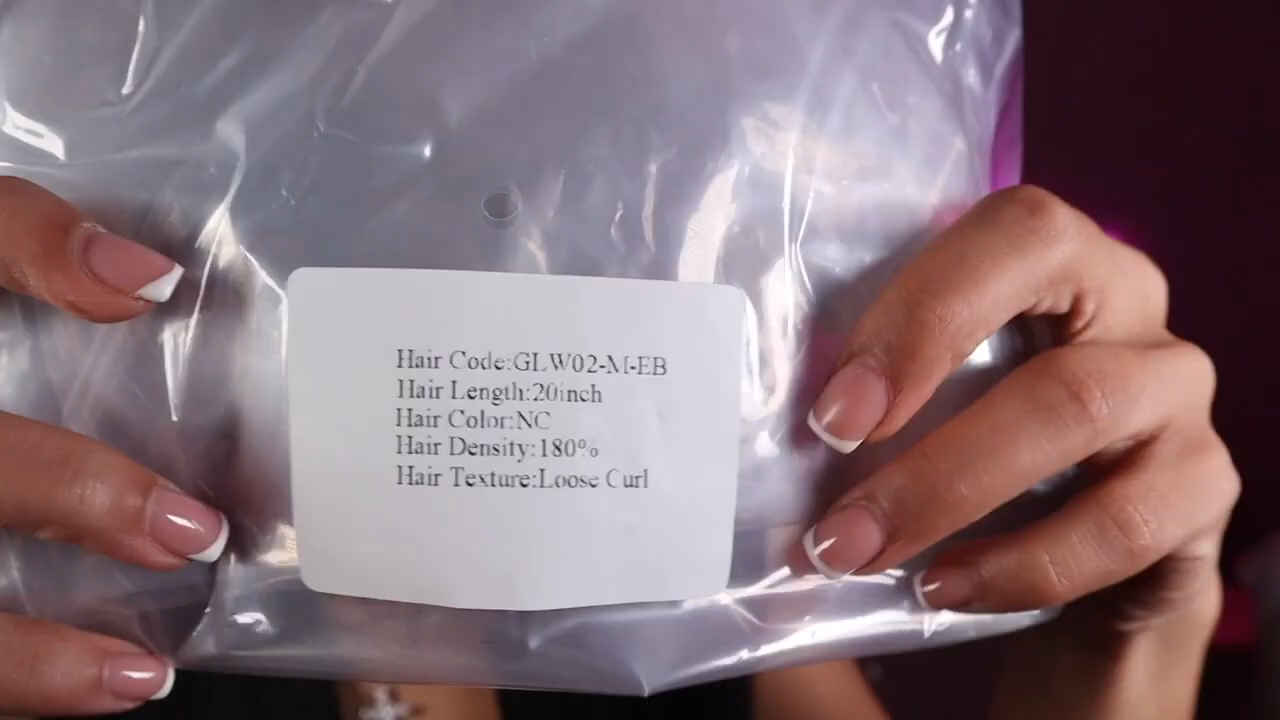 Hair Code:GLW02-M-EB
Hair Length:20inch
Hair Color:NC
Hair Density:180%
Hair Texture:Loose Curl